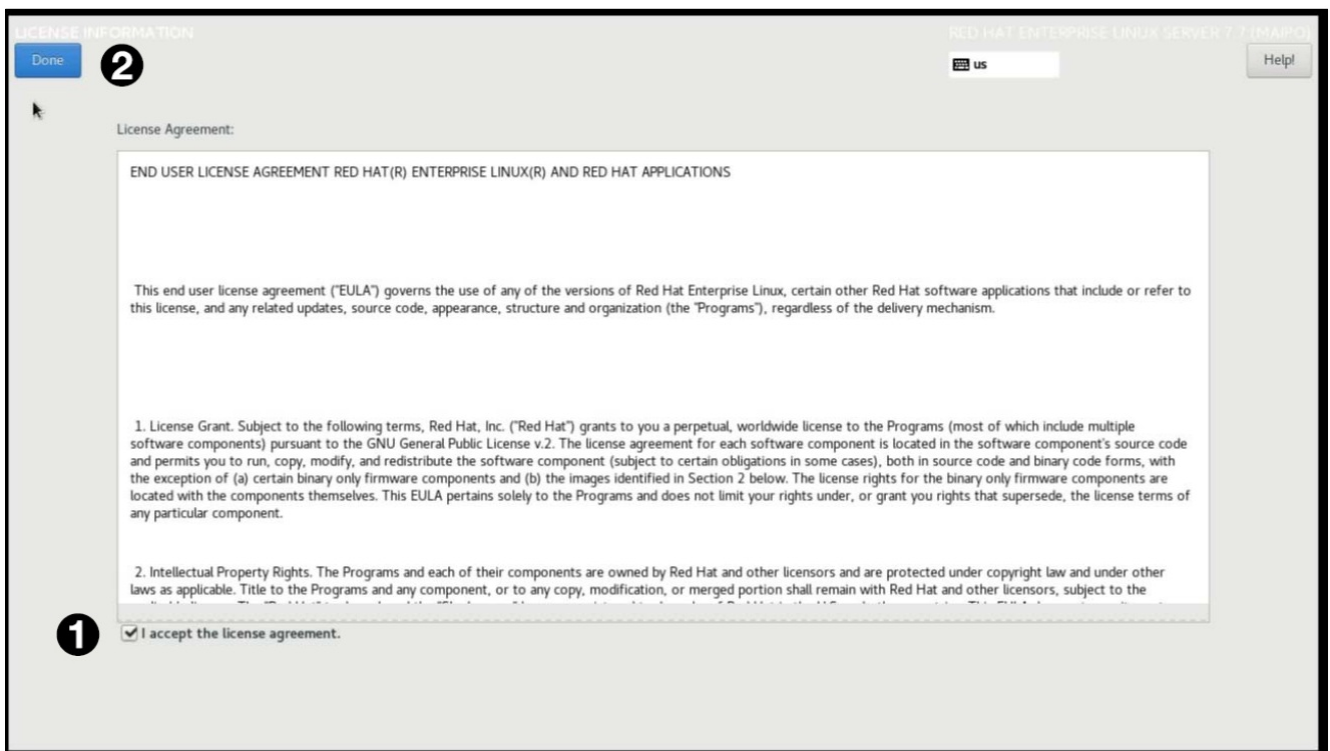 LICENSE INFORMATION
RED HAT ENTERPRISE LINUX SERVER 7.7 (MAIPO)
Done
2
us
Help!
License Agreement:
END USER LICENSE AGREEMENT RED HAT(R) ENTERPRISE LINUX(R) AND RED HAT APPLICATIONS
This end user license agreement ("EULA") governs the use of any of the versions of Red Hat Enterprise Linux, certain other Red Hat software applications that include or refer to
this license, and any related updates, source code, appearance, structure and organization (the "Programs"), regardless of the delivery mechanism.
1. License Grant. Subject to the following terms, Red Hat, Inc. ("Red Hat") grants to you a perpetual, worldwide license to the Programs (most of which include multiple
software components) pursuant to the GNU General Public License v.2. The license agreement for each software component is located in the software component's source code
and permits you to run, copy, modify, and redistribute the software component (subject to certain obligations in some cases), both in source code and binary code forms, with
the exception of (a) certain binary only firmware components and (b) the images identified in Section 2 below. The license rights for the binary only firmware components are
located with the components themselves. This EULA pertains solely to the Programs and does not limit your rights under, or grant you rights that supersede, the license terms of
any particular component.
2. Intellectual Property Rights. The Programs and each of their components are owned by Red Hat and other licensors and are protected under copyright law and under other
laws as applicable. Title to the Programs and any component, or to any copy, modification, or merged portion shall remain with Red Hat and other licensors, subject to the
1
I accept the license agreement.